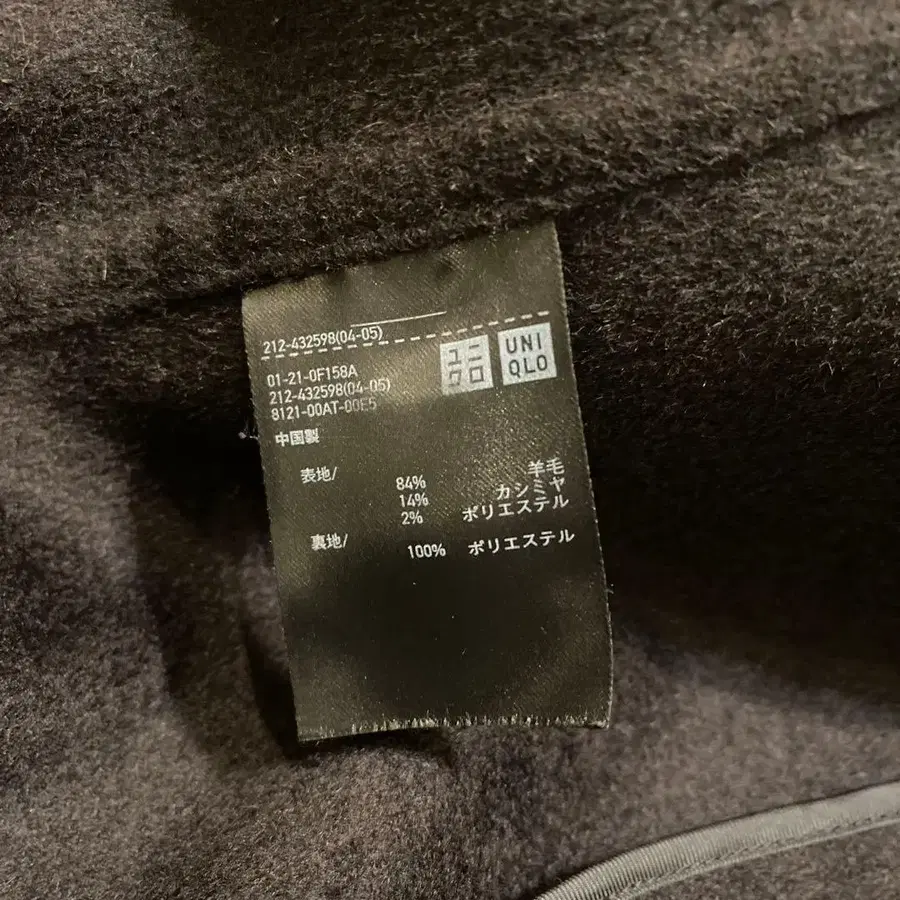 212-432598(04-05)
ユニ
クロ
UNI
QLO
01-21-0F158A
212-432598(04-05)
8121-00AT-00E5
中国製
表地/
84% 羊毛
14% カシミヤ
2% ポリエステル
裏地/
100% ポリエステル